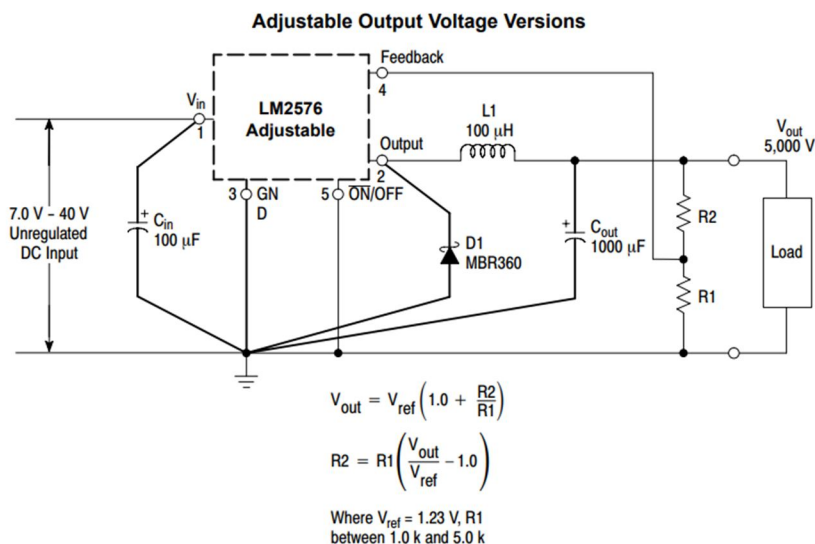 Adjustable Output Voltage Versions
Feedback
4
Vin
1
LM2576
Adjustable
Output
2
L1
100 µH
Vout
5,000 V
3
GN
D
5
ON/OFF
7.0 V - 40 V
Unregulated
DC Input
+
Cin
100 µF
D1
MBR360
+
Cout
1000 µF
R2
R1
Load
Vout = Vref (1.0 + R2/R1)
R2 = R1 (Vout/Vref - 1.0)
Where Vref = 1.23 V, R1
between 1.0 k and 5.0 k